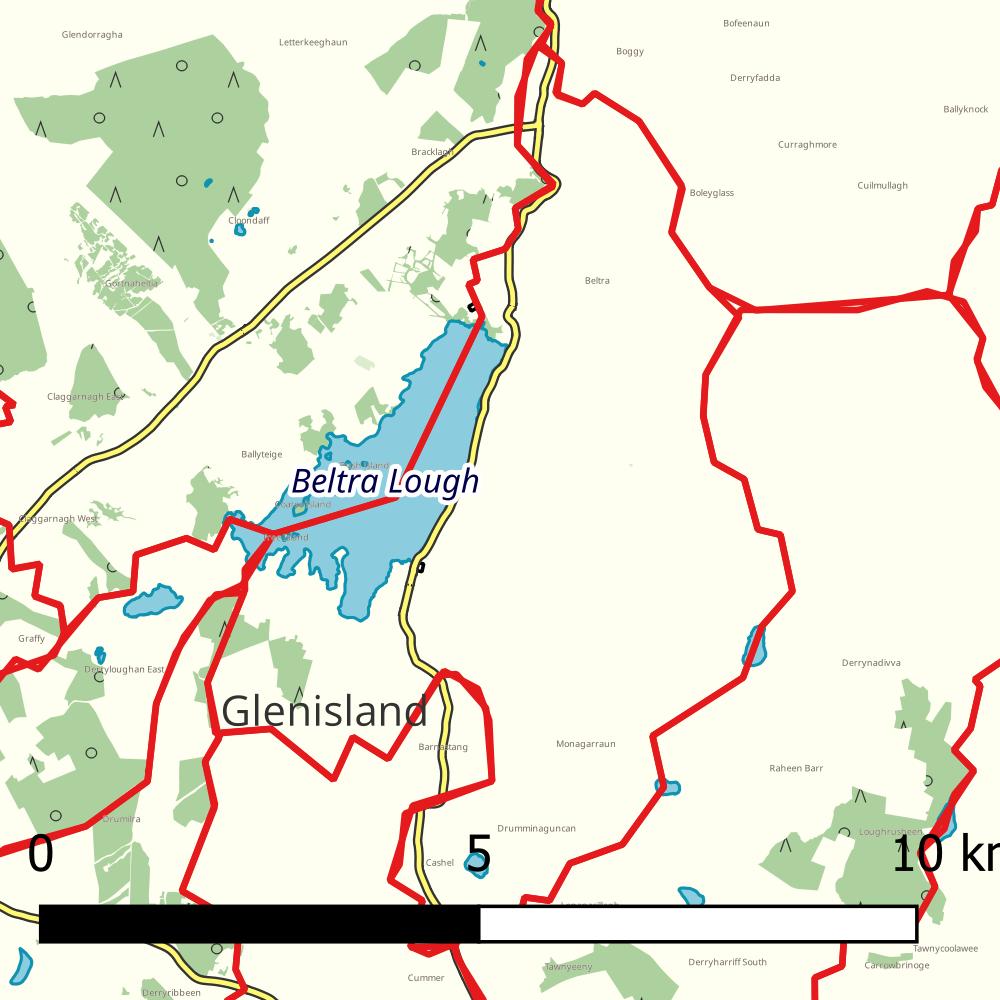 Bofeenaun
Glendorragha
Letterkeeghaun
Boggy
Derryfadda
Ballyknock
Curraghmore
Bracklagh
Cuilmullagh
Boleyglass
Cloondaff
Beltra
Gortnaheltia
Claggarnagh East
Ballyteige
Beltra Lough
Claggarnagh West
Graffy
Derryloughan East
Derrynadivva
Glenisland
Barnastang
Monagarraun
Raheen Barr
Drumira
Drumminaguncan
Loughrusheen
0
5
10 km
Cashel
Tawnycoolawee
Tawnyeeny
Derryharriff South
Carrowbrinoge
Cummer
Derryribbeen